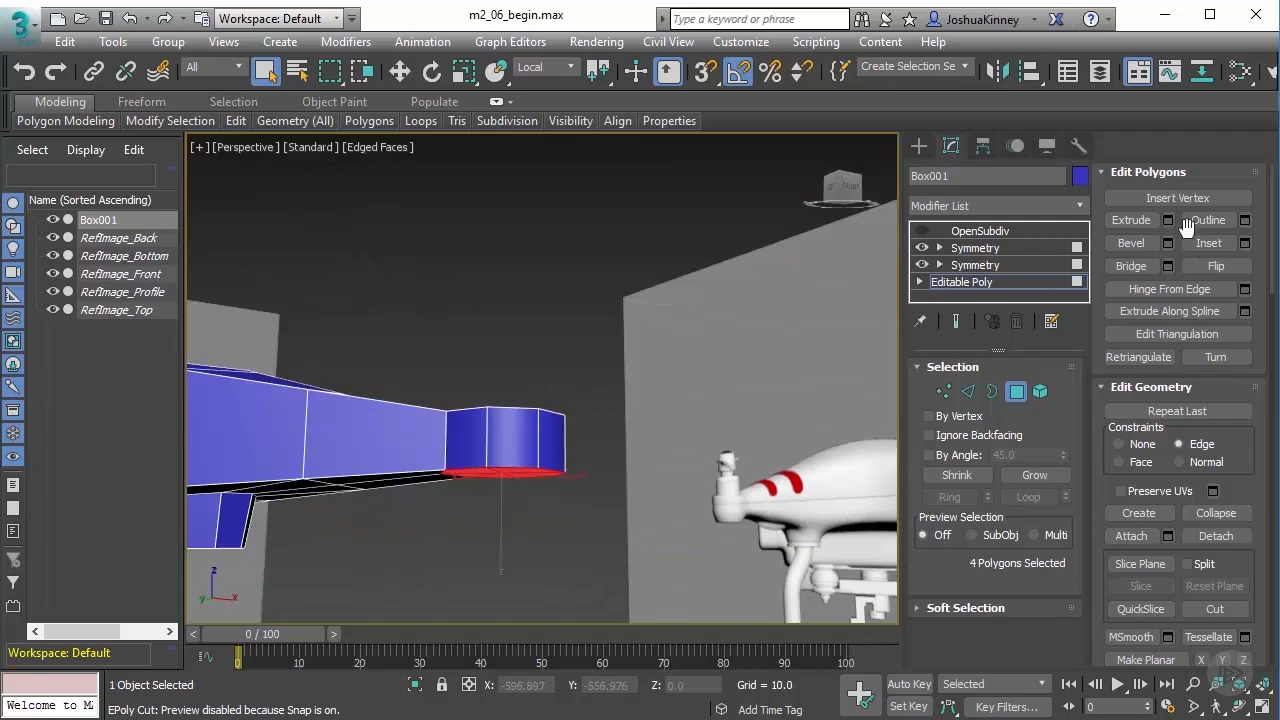 3
Workspace: Default
m2_06_begin.max
Type a keyword or phrase
JoshuaKinney
MAX
Edit Tools Group Views Create Modifiers Animation Graph Editors Rendering Civil View Customize Scripting Content Help
All
Local
3
Create Selection Se
Modeling Freeform Selection Object Paint Populate
Polygon Modeling Modify Selection Edit Geometry (All) Polygons Loops Tris Subdivision Visibility Align Properties
Select Display Edit
Name (Sorted Ascending)
Box001
RefImage_Back
RefImage_Bottom
RefImage_Front
RefImage_Profile
RefImage_Top
Workspace: Default
[+] [Perspective] [Standard] [Edged Faces]
z
y x
Box001
Modifier List
OpenSubdiv
Symmetry
Symmetry
Editable Poly
Selection
By Vertex
Ignore Backfacing
By Angle: 45.0
Shrink Grow
Ring Loop
Preview Selection
Off SubObj Multi
4 Polygons Selected
Soft Selection
Edit Polygons
Insert Vertex
Extrude Outline
Bevel Inset
Bridge Flip
Hinge From Edge
Extrude Along Spline
Edit Triangulation
Retriangulate Turn
Edit Geometry
Repeat Last
Constraints
None Edge
Face Normal
Preserve UVs
Create Collapse
Attach Detach
Slice Plane Split
Slice Reset Plane
QuickSlice Cut
MSmooth Tessellate
Make Planar X Y Z
0 / 100
0 10 20 30 40 50 60 70 80 90 100
1 Object Selected
X: -596.897 Y: -556.976 Z: 0.0 Grid = 10.0
Auto Key Selected
Welcome to M
EPoly Cut: Preview disabled because Snap is on.
Add Time Tag
Set Key Key Filters... 0